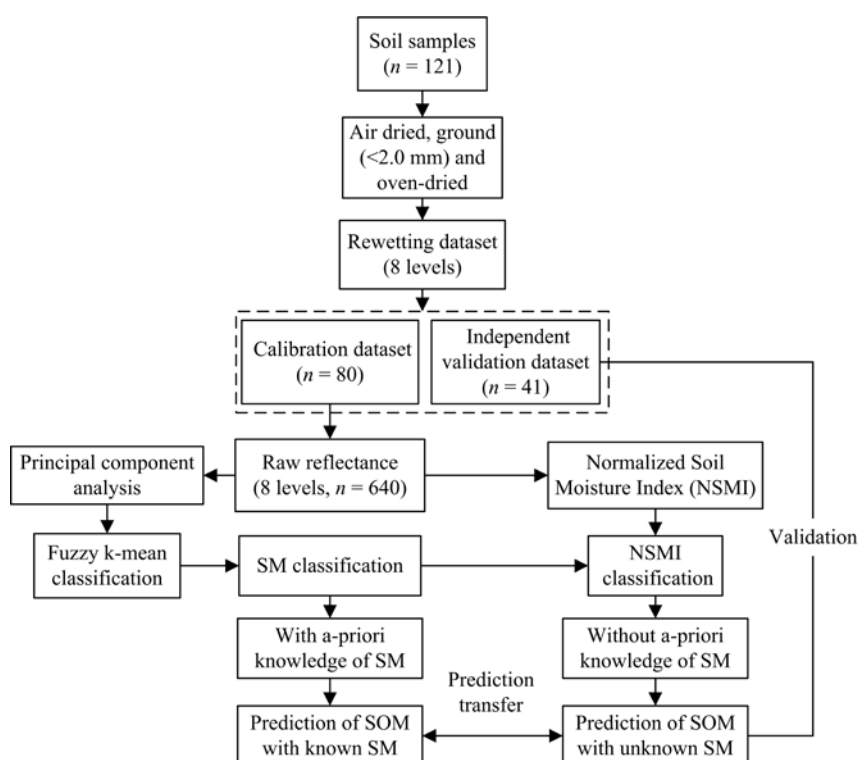 Soil samples
(n = 121)
Air dried, ground
(<2.0 mm) and
oven-dried
Rewetting dataset
(8 levels)
Calibration dataset
(n = 80)
Independent
validation dataset
(n = 41)
Principal component
analysis
Raw reflectance
(8 levels, n = 640)
Normalized Soil
Moisture Index (NSMI)
Validation
Fuzzy k-mean
classification
SM classification
NSMI
classification
With a-priori
knowledge of SM
Without a-priori
knowledge of SM
Prediction
transfer
Prediction of SOM
with known SM
Prediction of SOM
with unknown SM